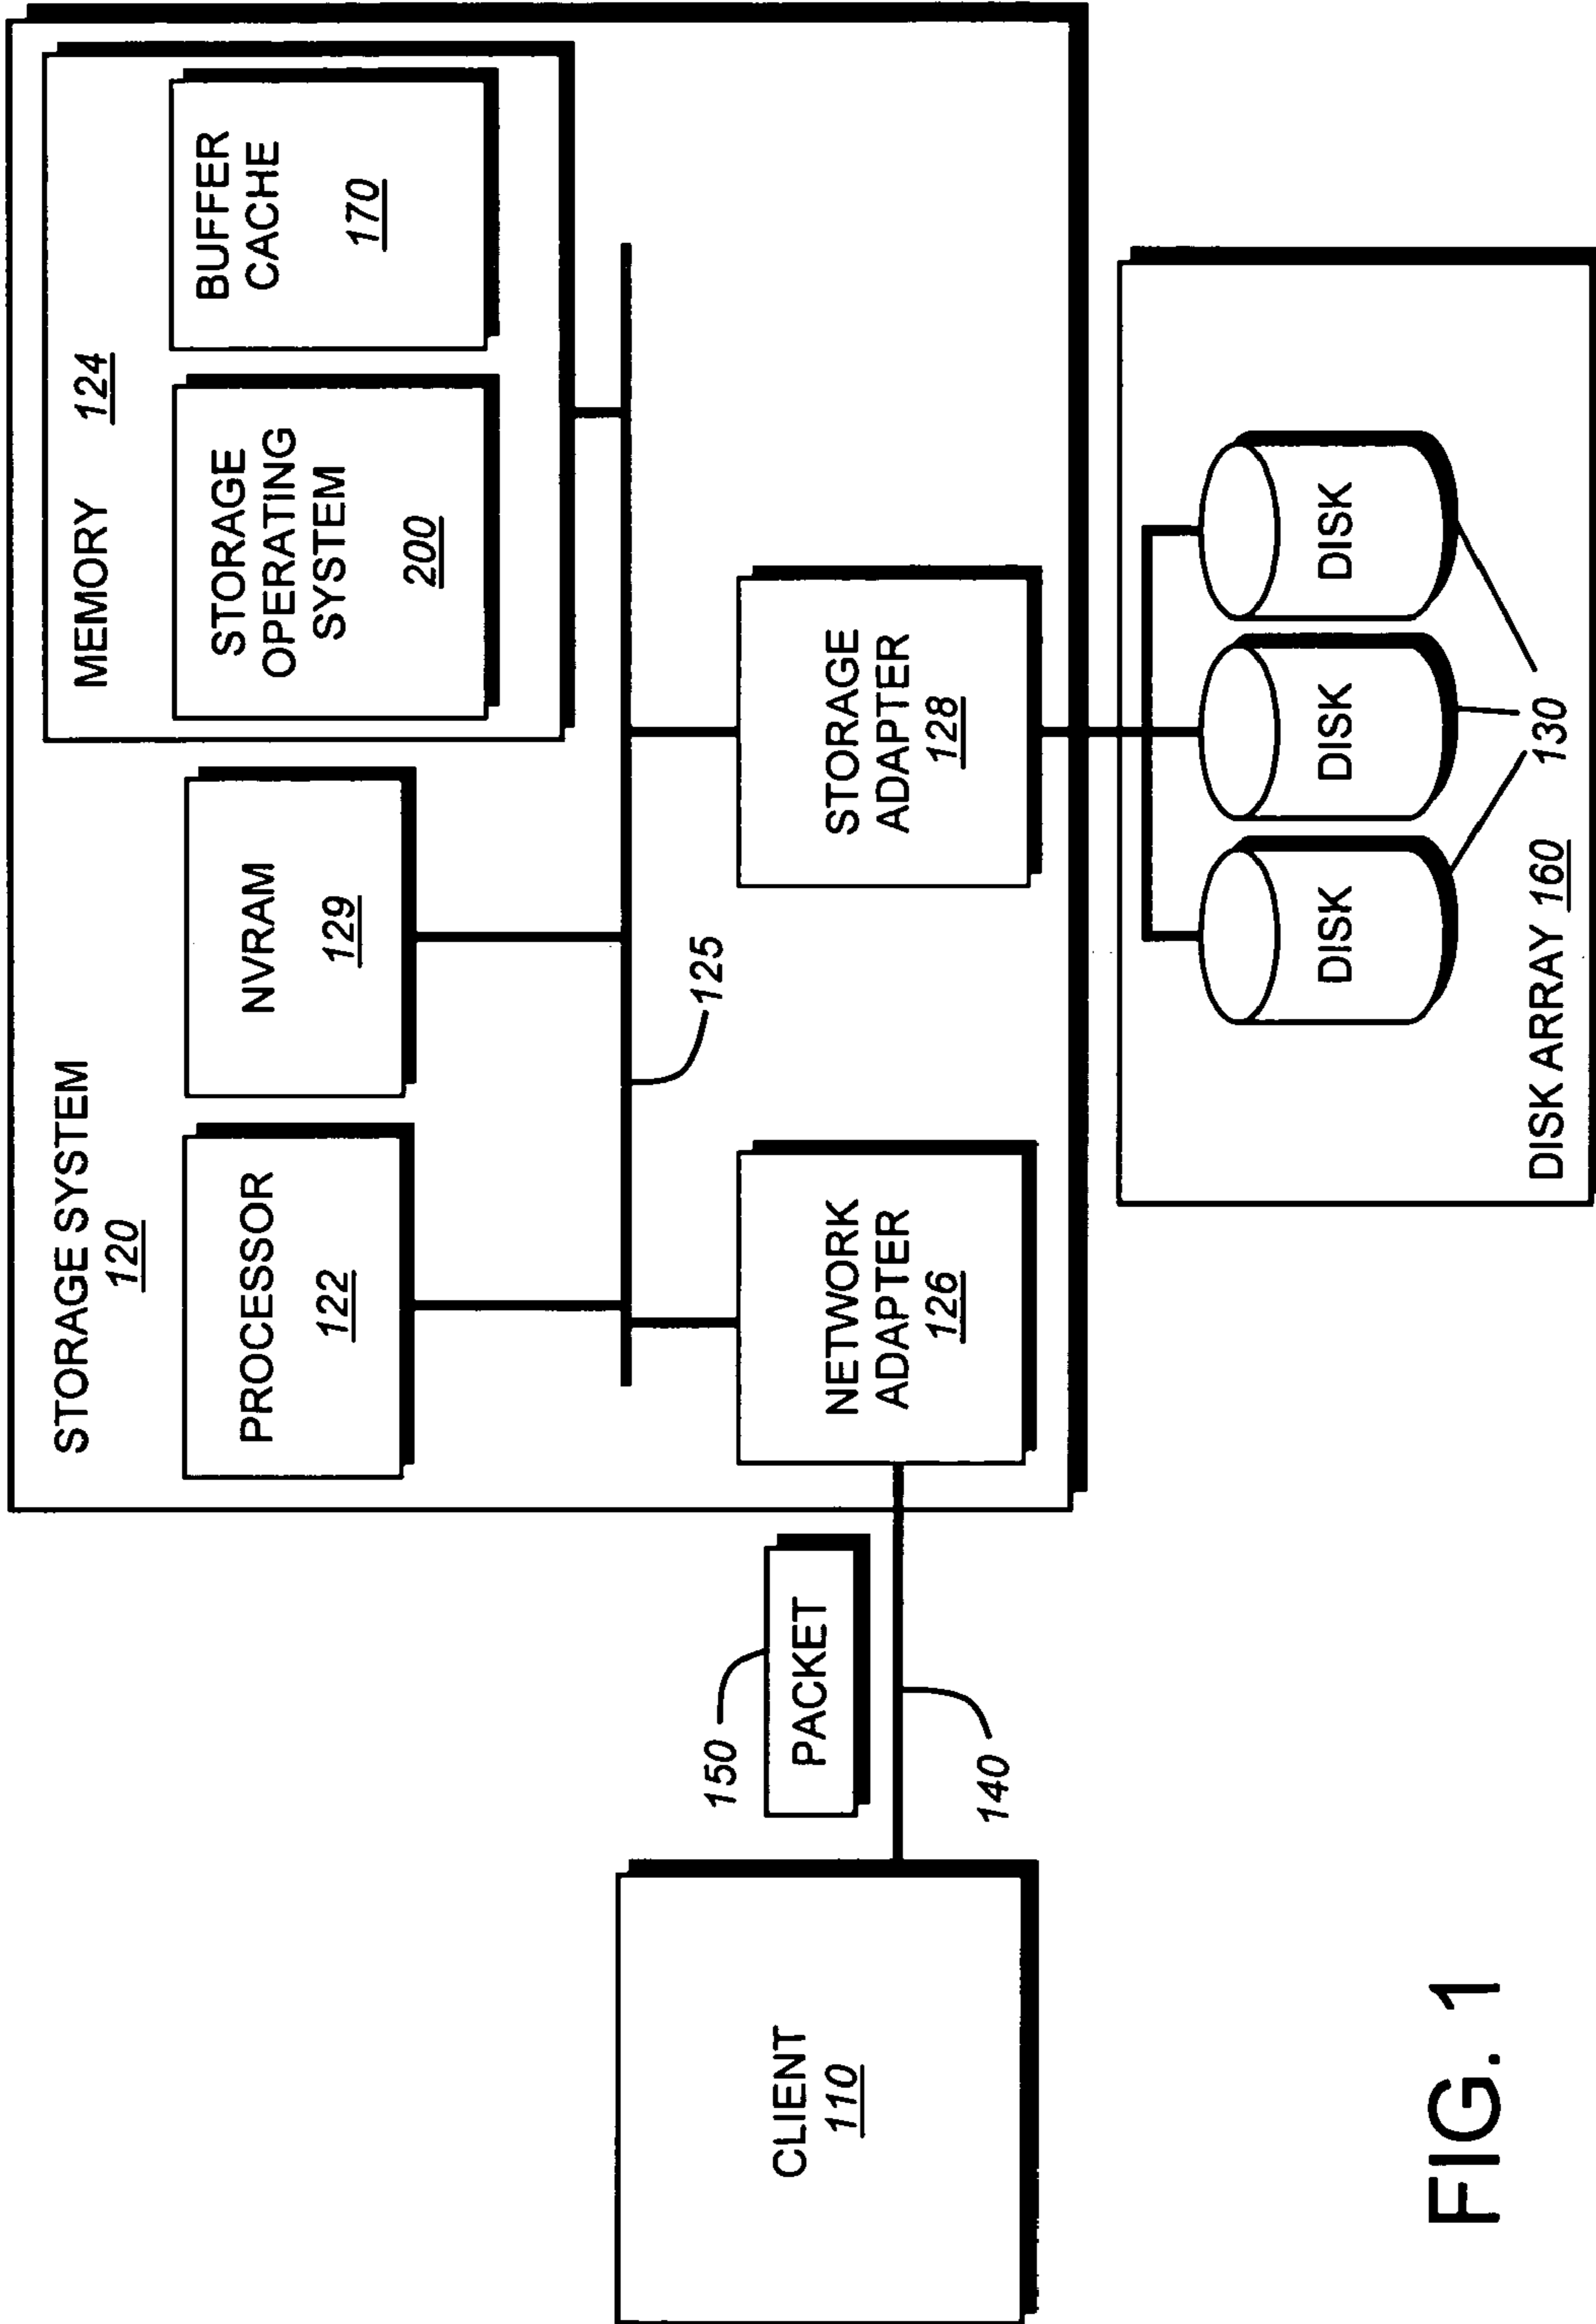 STORAGE SYSTEM
120
PROCESSOR
122
NVRAM
129
MEMORY 124
STORAGE
OPERATING
SYSTEM
200
BUFFER
CACHE
170
125
NETWORK
ADAPTER
126
STORAGE
ADAPTER
128
150
PACKET
140
CLIENT
110
DISK
DISK
DISK
130
DISK ARRAY 160
FIG. 1